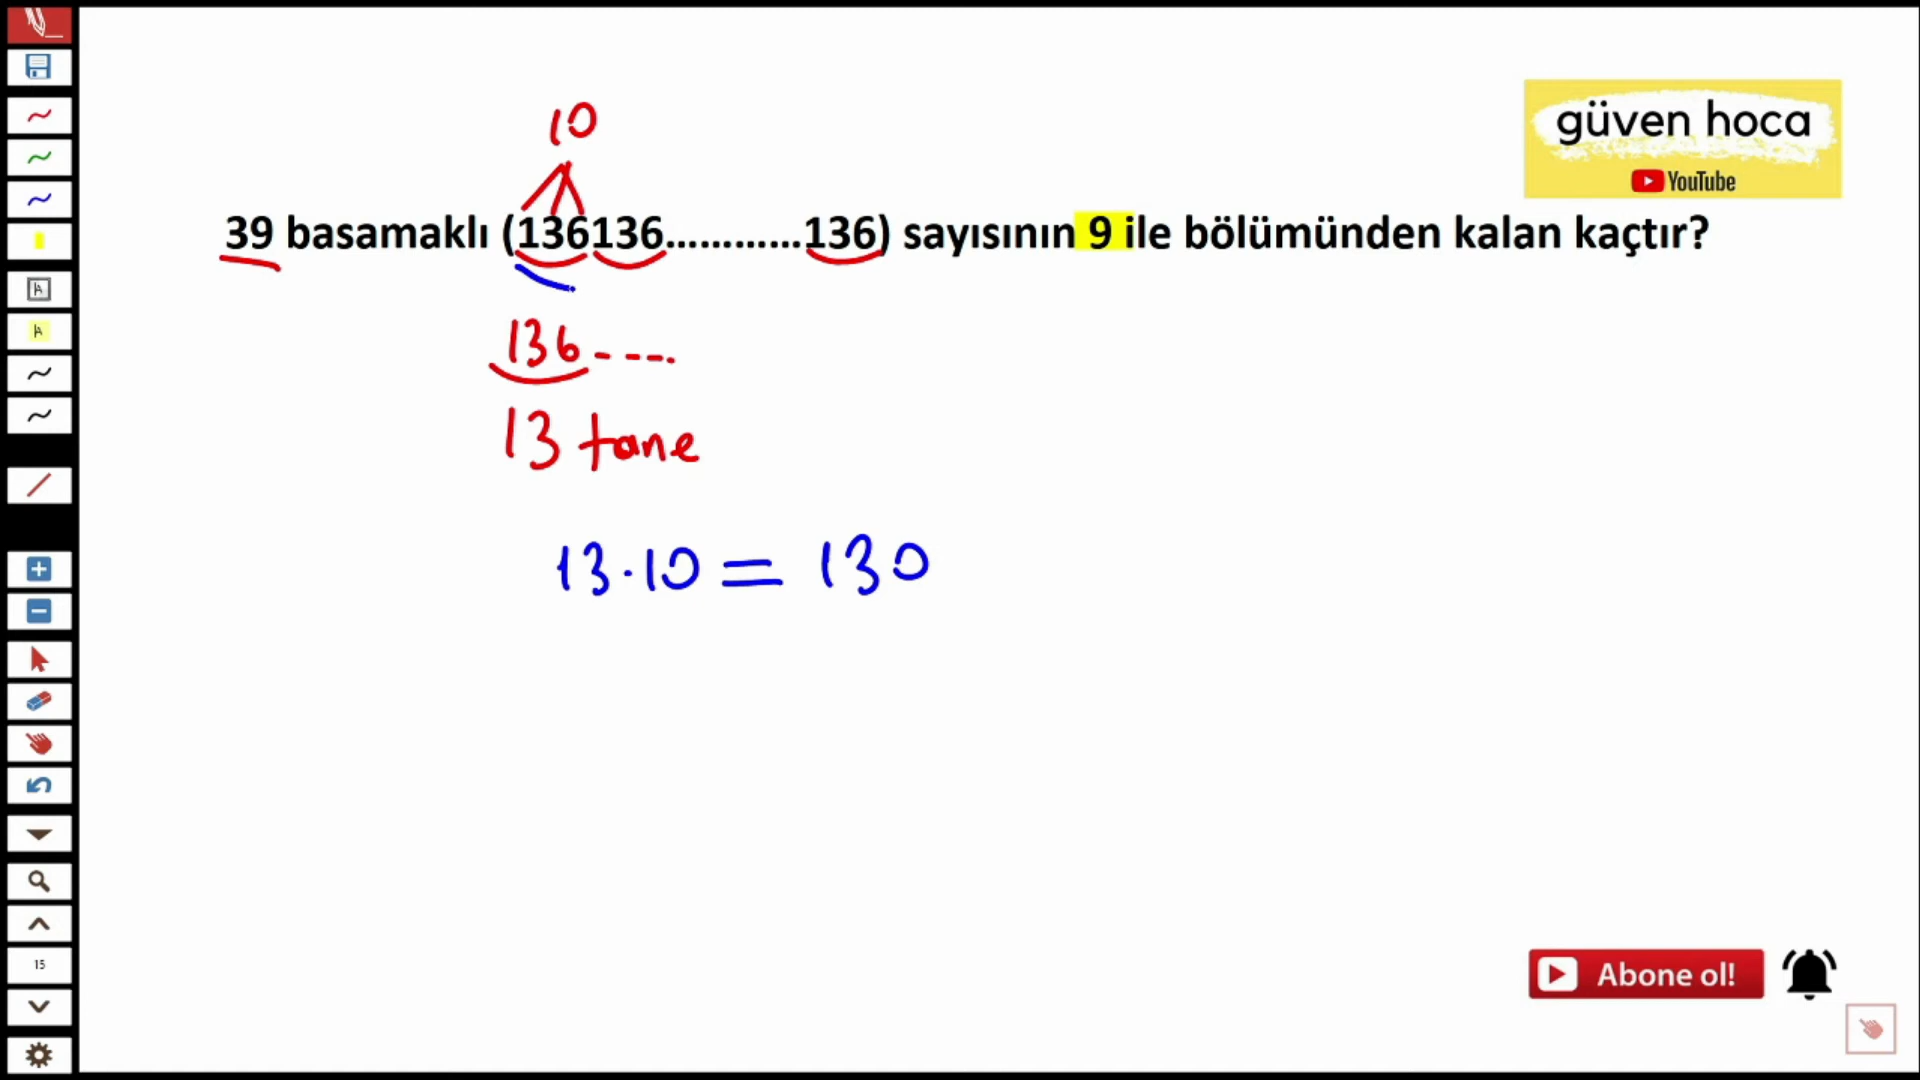 güven hoca
YouTube
10
39 basamaklı (136136............136) sayısının 9 ile bölümünden kalan kaçtır?
136----
13 tane
13.10 = 130
15
Abone ol!